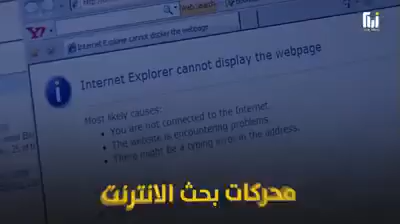 Internet Explorer cannot display the webpage
Internet Explorer cannot display the webpage
Most likely causes:
• You are not connected to the Internet.
• The website is encountering problems.
• There might be a typing error in the address.
محركات بحث الانترنت